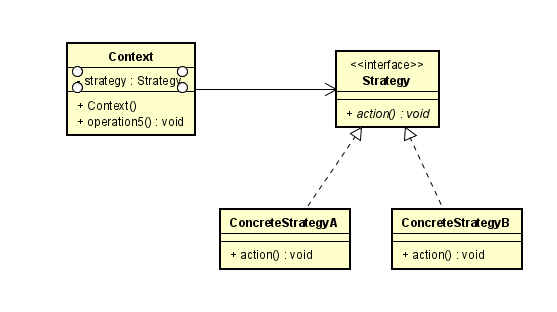 Context
- strategy : Strategy
+ Context()
+ operation5() : void
<<interface>>
Strategy
+ action() : void
ConcreteStrategyA
+ action() : void
ConcreteStrategyB
+ action() : void